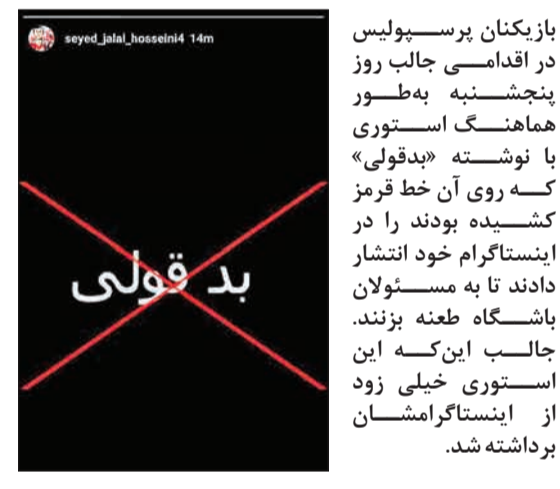 بازیکنان پرسپولیس
در اقدامی جالب روز
پنجشنبه به‌طور
هماهنگ استوری
با نوشته «بدقولی»
که روی آن خط قرمز
کشیده بودند را در
اینستاگرام خود انتشار
دادند تا به مسئولان
باشگاه طعنه بزنند.
جالب این‌که این
استوری خیلی زود
از اینستاگرامشان
برداشته شد.
seyed_jalal_hosseini4 14m
بد قولی